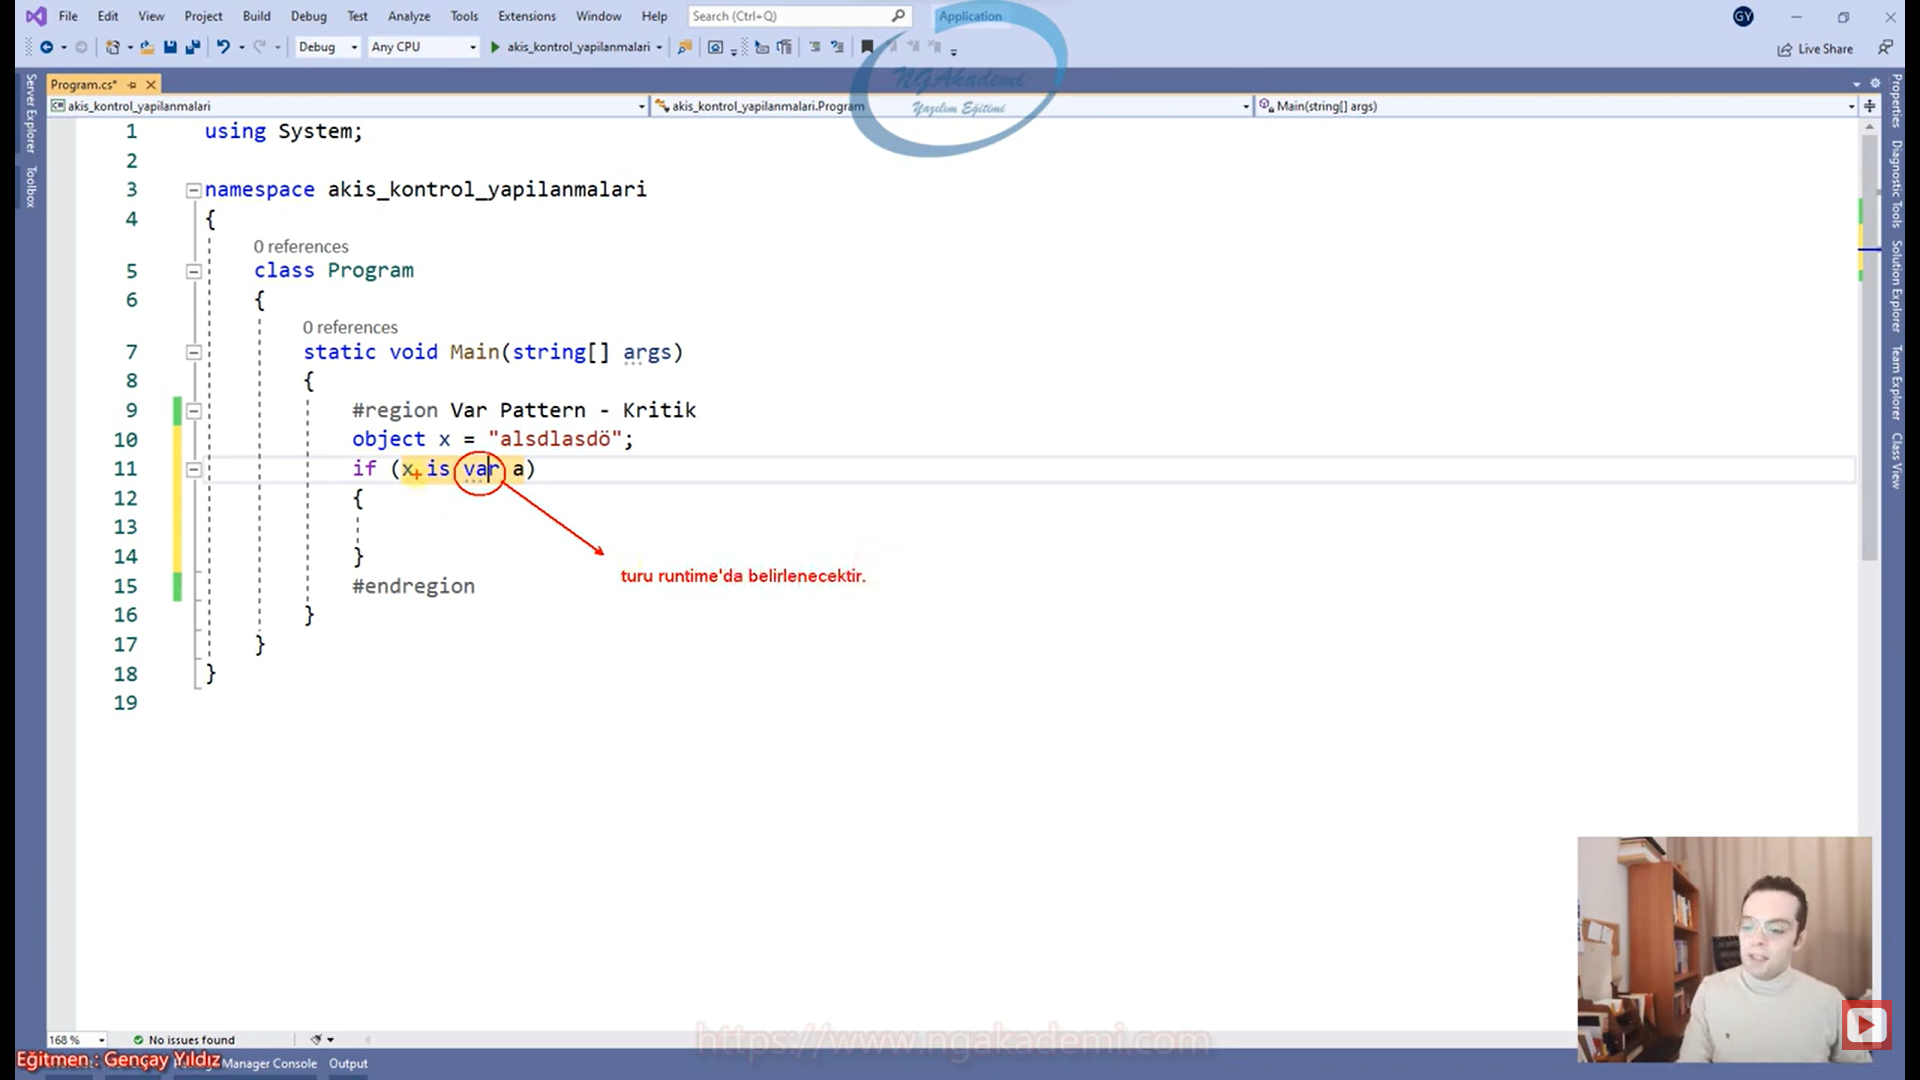 File Edit View Project Build Debug Test Analyze Tools Extensions Window Help Search (Ctrl+Q) Application GY
Debug Any CPU akis_kontrol_yapilanmalari Live Share
NGAkademi
Yazılım Eğitimi
Program.cs*
akis_kontrol_yapilanmalari akis_kontrol_yapilanmalari.Program Main(string[] args)
Server Explorer
Toolbox
Properties
Diagnostic Tools
Solution Explorer
Team Explorer
Class View
1 using System;
2
3 namespace akis_kontrol_yapilanmalari
4 {
0 references
5 class Program
6 {
0 references
7 static void Main(string[] args)
8 {
9 #region Var Pattern - Kritik
10 object x = "alsdlasdö";
11 if (x is var a)
12 {
13
14 }
turu runtime'da belirlenecektir.
15 #endregion
16 }
17 }
18 }
19
168 % No issues found
https://www.ngakademi.com
Eğitmen : Gençay Yıldız
Manager Console Output